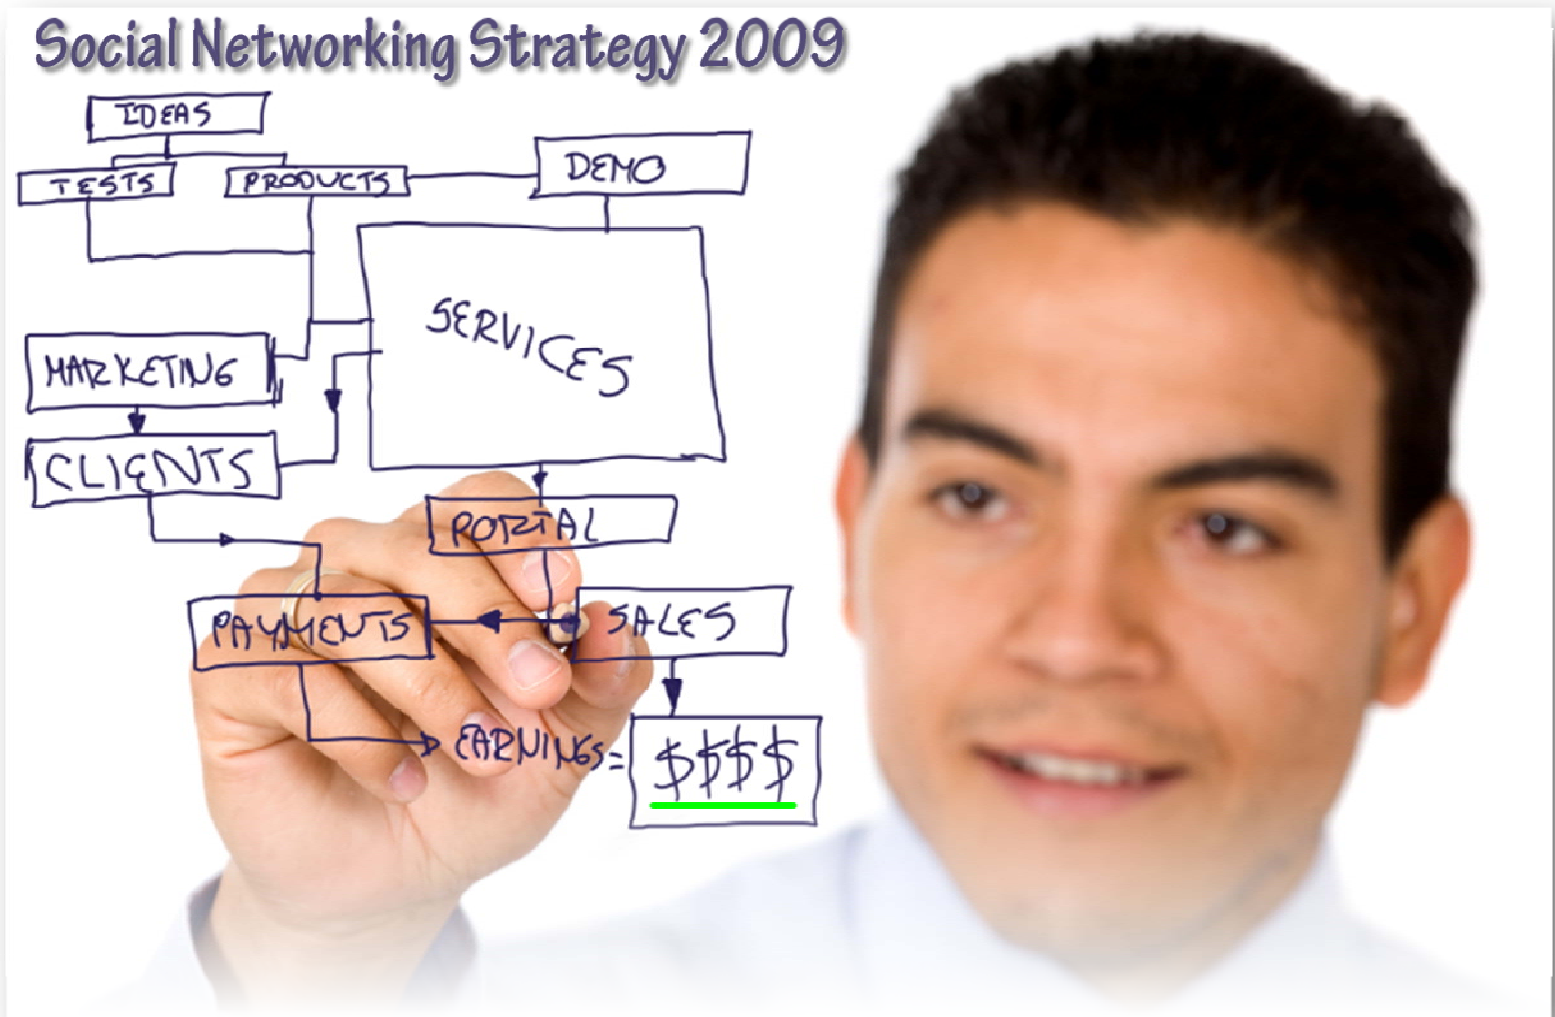 Social Networking Strategy 2009
IDEAS
TESTS
PRODUCTS
DEMO
SERVICES
MARKETING
CLIENTS
PORTAL
PAYMENTS
SALES
EARNINGS=
$$$$